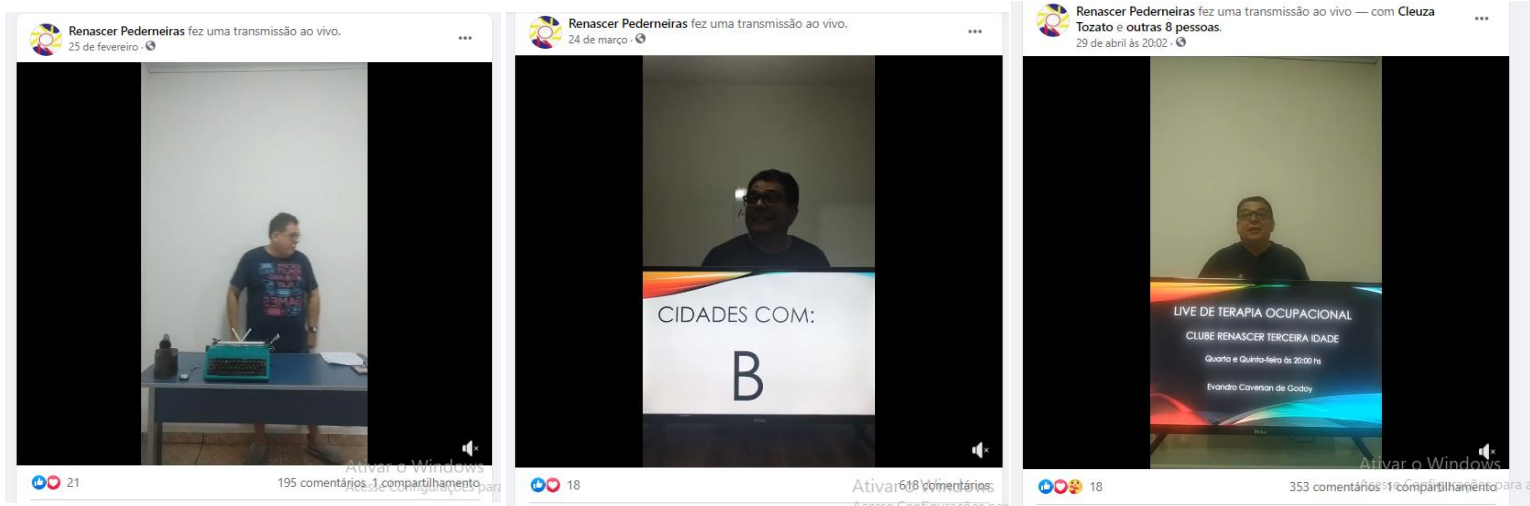 Renascer Pederneiras fez uma transmissão ao vivo.
25 de fevereiro
GAMES
21
195 comentários 1 compartilhamento
Ativar o Windows
Renascer Pederneiras fez uma transmissão ao vivo.
24 de março
CIDADES COM:
B
18
618 comentários
Ativar o Windows
Renascer Pederneiras fez uma transmissão ao vivo — com Cleuza
Tozato e outras 8 pessoas.
29 de abril às 20:02
LIVE DE TERAPIA OCUPACIONAL
CLUBE RENASCER TERCEIRA IDADE
Quarta e Quinta-feira às 20:00 hs
Evandro Caversan de Godoy
18
353 comentários 1 compartilhamento
Ativar o Windows
Acesse Configurações para a